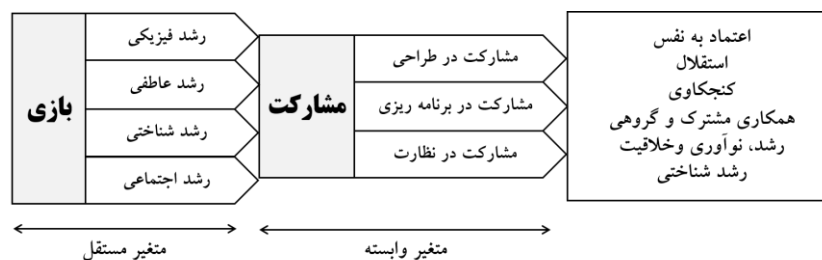 بازی
رشد فیزیکی
رشد عاطفی
رشد شناختی
رشد اجتماعی
مشارکت
مشارکت در طراحی
مشارکت در برنامه ریزی
مشارکت در نظارت
اعتماد به نفس
استقلال
کنجکاوی
همکاری مشترک و گروهی
رشد، نوآوری وخلاقیت
رشد شناختی
متغیر مستقل
متغیر وابسته